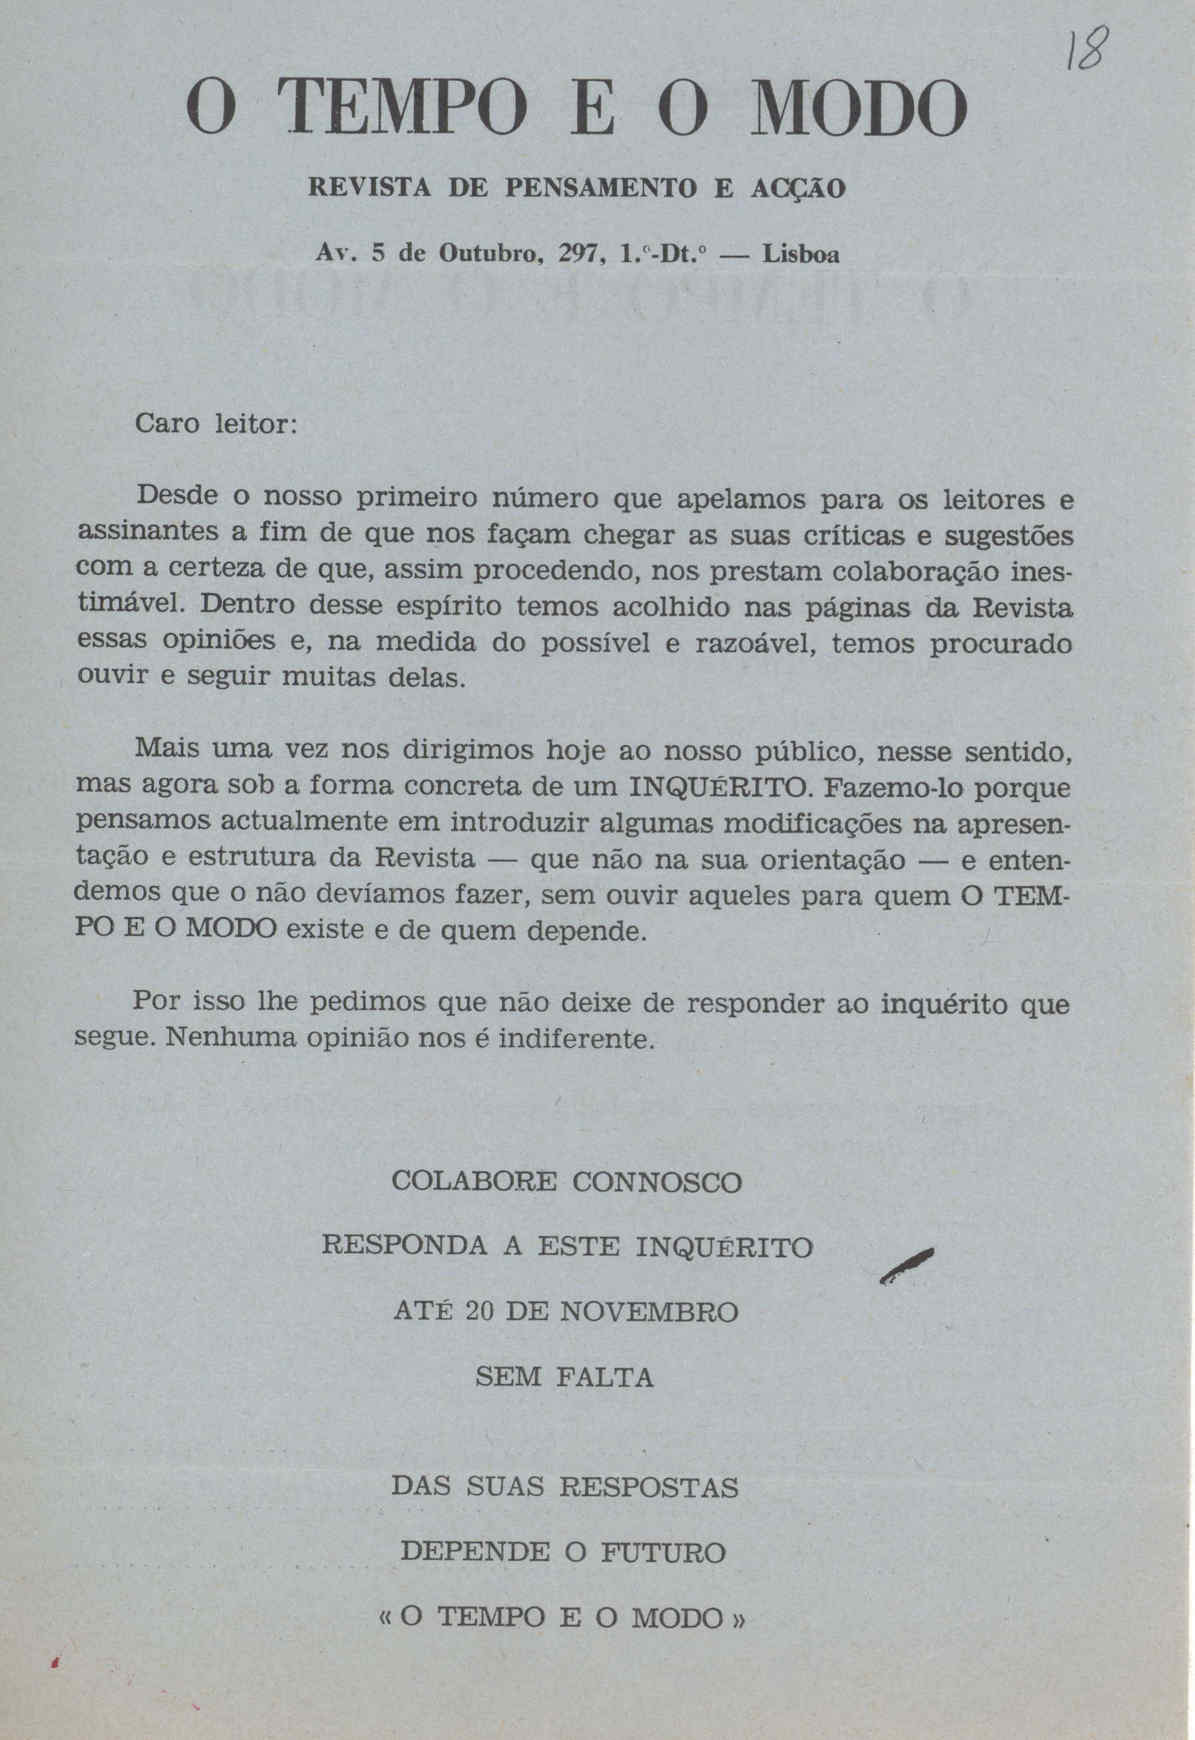 18
O TEMPO E O MODO
REVISTA DE PENSAMENTO E ACÇÃO
Av. 5 de Outubro, 297, 1.º-Dt.º — Lisboa
Caro leitor:
Desde o nosso primeiro número que apelamos para os leitores e
assinantes a fim de que nos façam chegar as suas críticas e sugestões
com a certeza de que, assim procedendo, nos prestam colaboração ines-
timável. Dentro desse espírito temos acolhido nas páginas da Revista
essas opiniões e, na medida do possível e razoável, temos procurado
ouvir e seguir muitas delas.
Mais uma vez nos dirigimos hoje ao nosso público, nesse sentido,
mas agora sob a forma concreta de um INQUÉRITO. Fazemo-lo porque
pensamos actualmente em introduzir algumas modificações na apresen-
tação e estrutura da Revista — que não na sua orientação — e enten-
demos que o não devíamos fazer, sem ouvir aqueles para quem O TEM-
PO E O MODO existe e de quem depende.
Por isso lhe pedimos que não deixe de responder ao inquérito que
segue. Nenhuma opinião nos é indiferente.
COLABORE CONNOSCO
RESPONDA A ESTE INQUÉRITO
ATÉ 20 DE NOVEMBRO
SEM FALTA
DAS SUAS RESPOSTAS
DEPENDE O FUTURO
« O TEMPO E O MODO »